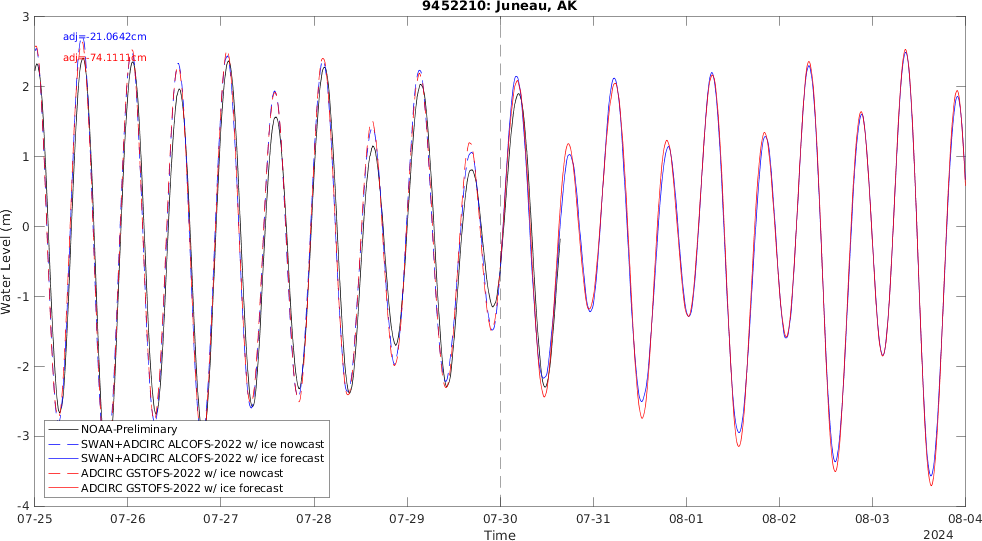 9452210: Juneau, AK
adj=-21.0642cm
adj=-74.1111cm
Water Level (m)
3
2
1
0
-1
-2
-3
-4
NOAA-Preliminary
SWAN+ADCIRC ALCOFS-2022 w/ ice nowcast
SWAN+ADCIRC ALCOFS-2022 w/ ice forecast
ADCIRC GSTOFS-2022 w/ ice nowcast
ADCIRC GSTOFS-2022 w/ ice forecast
07-25 07-26 07-27 07-28 07-29 07-30 07-31 08-01 08-02 08-03 08-04
Time
2024